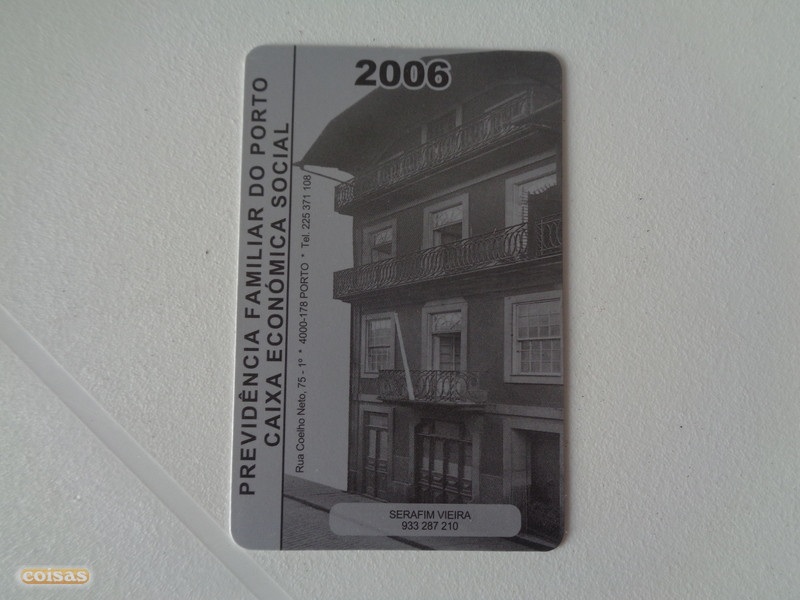 2006
PREVIDÊNCIA FAMILIAR DO PORTO
CAIXA ECONÓMICA SOCIAL
Rua Coelho Neto, 75 - 1º * 4000-178 PORTO * Tel. 225 371 108
SERAFIM VIEIRA
933 287 210
coisas